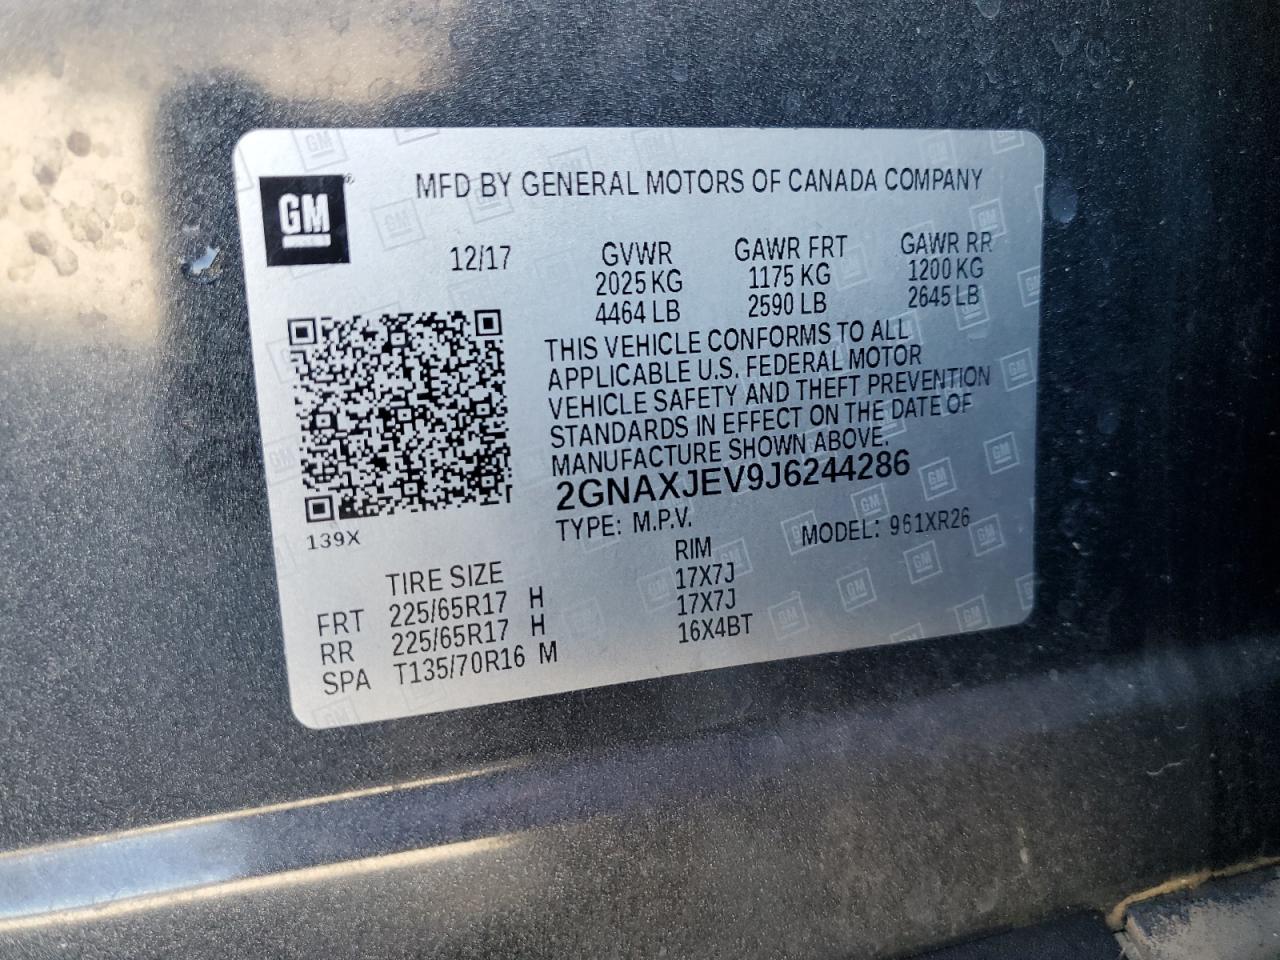 GM
MFD BY GENERAL MOTORS OF CANADA COMPANY
12/17
GVWR GAWR FRT GAWR RR
2025 KG 1175 KG 1200 KG
4464 LB 2590 LB 2645 LB
THIS VEHICLE CONFORMS TO ALL
APPLICABLE U.S. FEDERAL MOTOR
VEHICLE SAFETY AND THEFT PREVENTION
STANDARDS IN EFFECT ON THE DATE OF
MANUFACTURE SHOWN ABOVE.
2GNAXJEV9J6244286
TYPE: M.P.V. MODEL: 961XR26
139X
TIRE SIZE RIM
FRT 225/65R17 H 17X7J
RR 225/65R17 H 17X7J
SPA T135/70R16 M 16X4BT